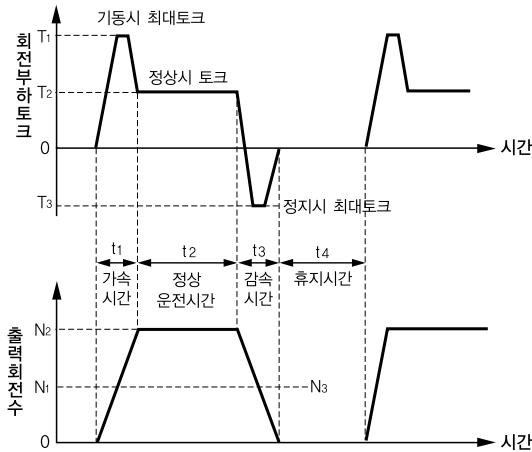 기동시 최대토크
T1
회전부하토크
정상시 토크
T2
0
시간
T3
정지시 최대토크
t1
t2
t3
t4
가속
시간
정상
운전시간
감속
시간
휴지시간
출력회전수
N2
N1
N3
0
시간